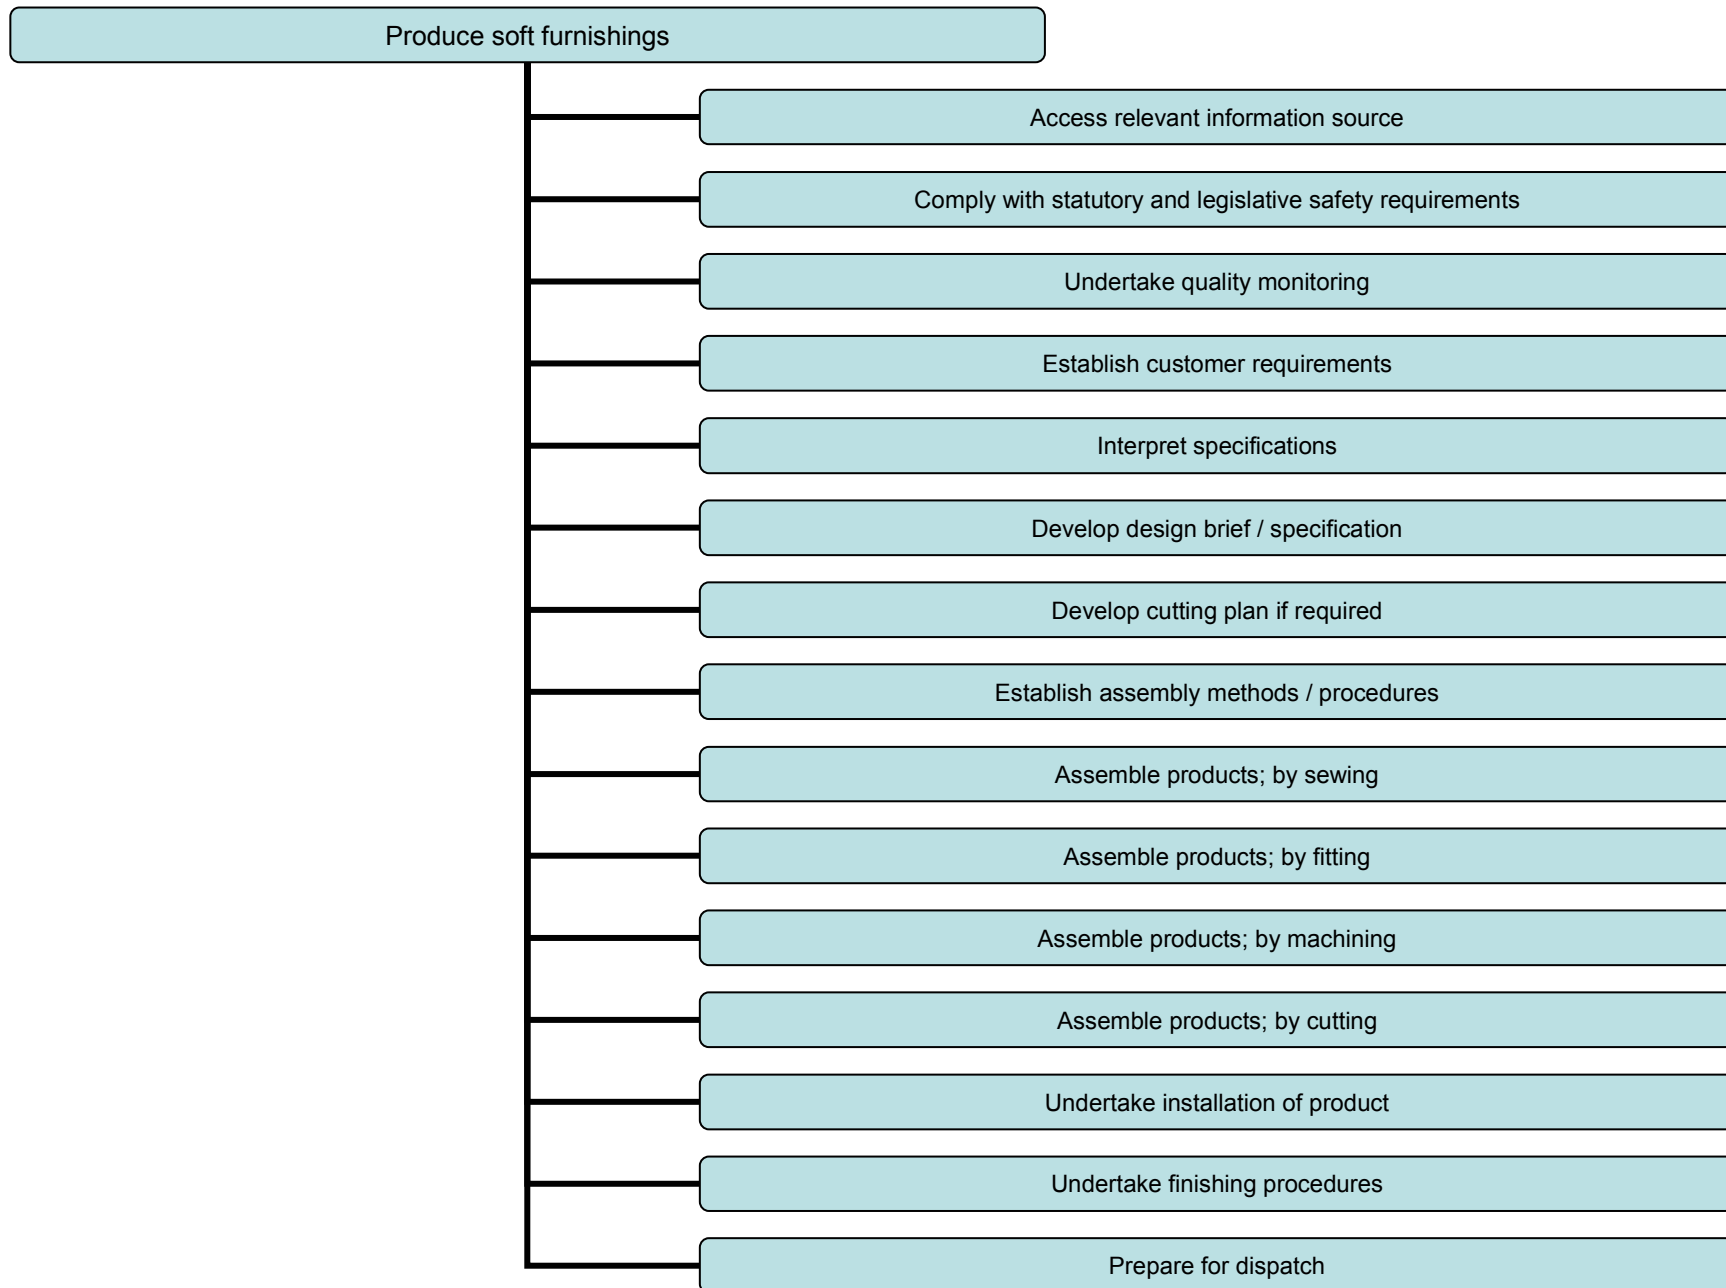 Produce soft furnishings
Access relevant information source
Comply with statutory and legislative safety requirements
Undertake quality monitoring
Establish customer requirements
Interpret specifications
Develop design brief / specification
Develop cutting plan if required
Establish assembly methods / procedures
Assemble products; by sewing
Assemble products; by fitting
Assemble products; by machining
Assemble products; by cutting
Undertake installation of product
Undertake finishing procedures
Prepare for dispatch